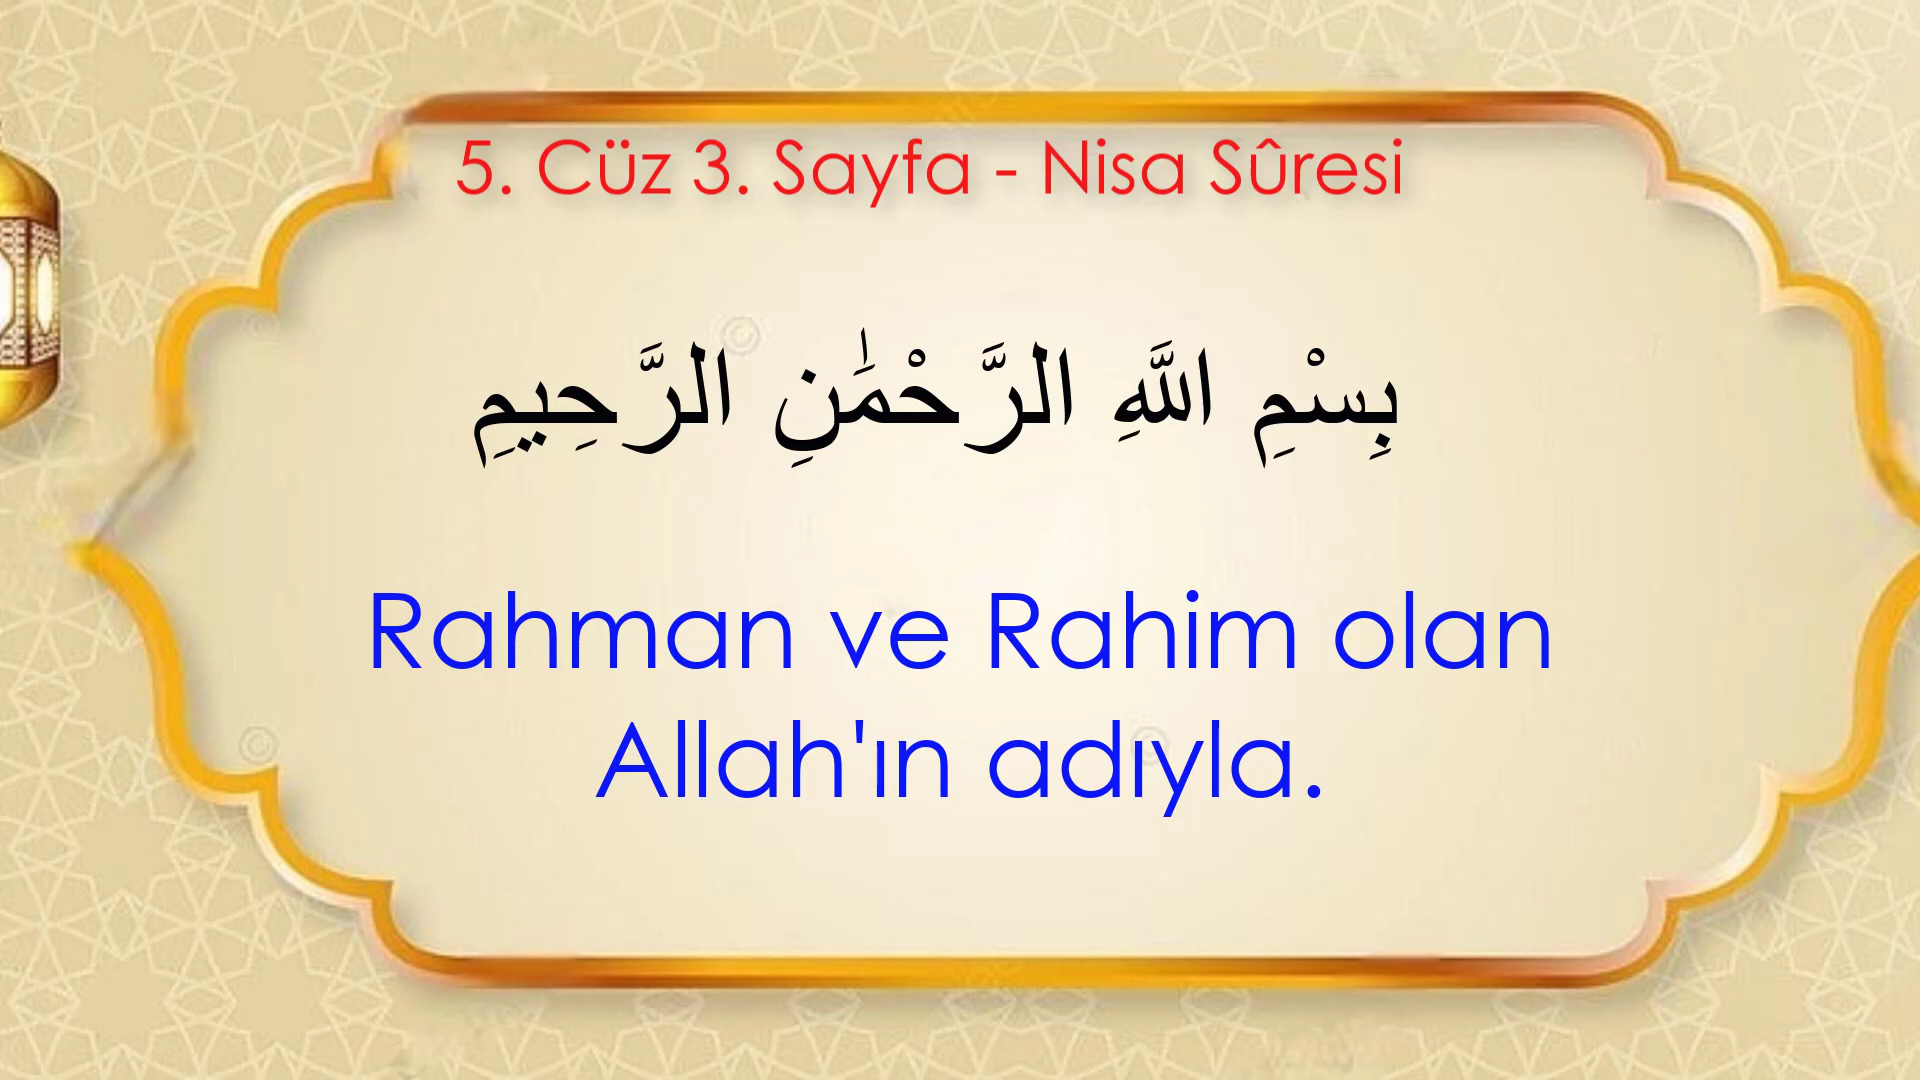 5. Cüz 3. Sayfa - Nisa Sûresi
بِسْمِ اللَّهِ الرَّحْمَٰنِ الرَّحِيمِ
Rahman ve Rahim olan
Allah'ın adıyla.